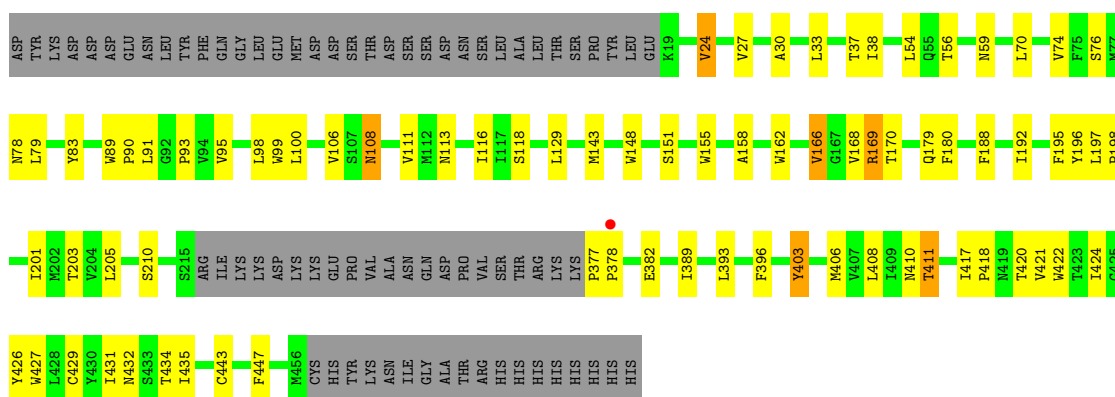 ASP TYR LYS ASP ASP ASP GLU ASN LEU TYR PHE GLN GLY LEU GLU MET ASP ASP SER THR ASP SER SER ASP ASN SER LEU ALA LEU THR SER PRO TYR LEU GLU K19 V24 V27 A30 L33 T37 I38 L54 Q55 T56 N59 L70 V74 F75 S76 M77
N78 L79 Y83 W89 P90 L91 G92 P93 V94 V95 L98 W99 L100 V106 S107 N108 V111 M112 N113 I116 I117 S118 L129 M143 W148 S151 W155 A158 W162 V166 G167 V168 R169 T170 Q179 F180 F188 I192 F195 Y196 L197
I201 M202 T203 V204 L205 S210 S215 ARG ILE LYS LYS ASP LYS LYS GLU PRO VAL ALA ASN GLN ASP PRO VAL SER THR ARG LYS LYS P377 P378 E382 I389 L393 F396 Y403 M406 V407 L408 I409 N410 T411 I417 P418 N419 T420 V421 W422 T423 I424
Y426 W427 L428 C429 Y430 I431 N432 S433 T434 I435 C443 F447 M456 CYS HIS TYR LYS ASN ILE GLY ALA THR ARG HIS HIS HIS HIS HIS HIS HIS